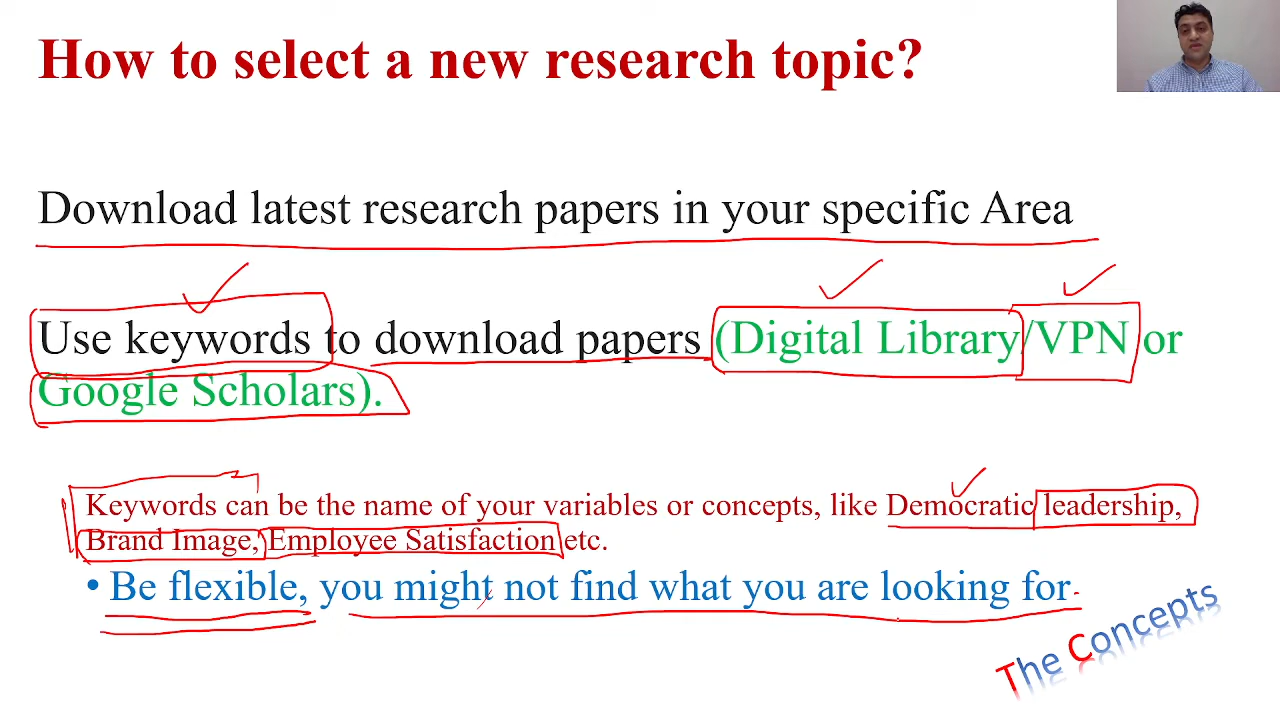 How to select a new research topic?
Download latest research papers in your specific Area
Use keywords to download papers (Digital Library/VPN or
Google Scholars).
Keywords can be the name of your variables or concepts, like Democratic leadership,
Brand Image, Employee Satisfaction etc.
• Be flexible, you might not find what you are looking for
The Concepts